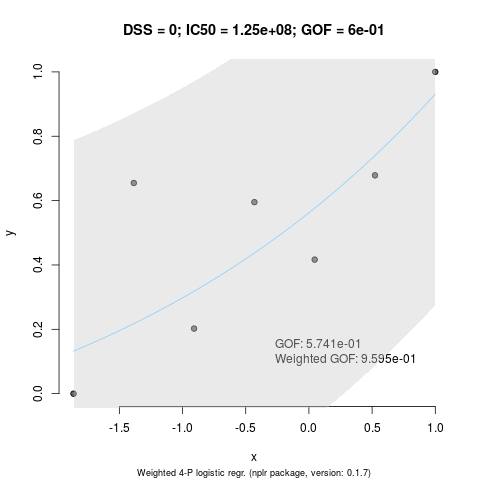 DSS = 0; IC50 = 1.25e+08; GOF = 6e-01
y
1.0
0.8
0.6
0.4
0.2
0.0
GOF: 5.741e-01
Weighted GOF: 9.595e-01
-1.5 -1.0 -0.5 0.0 0.5 1.0
x
Weighted 4-P logistic regr. (nplr package, version: 0.1.7)